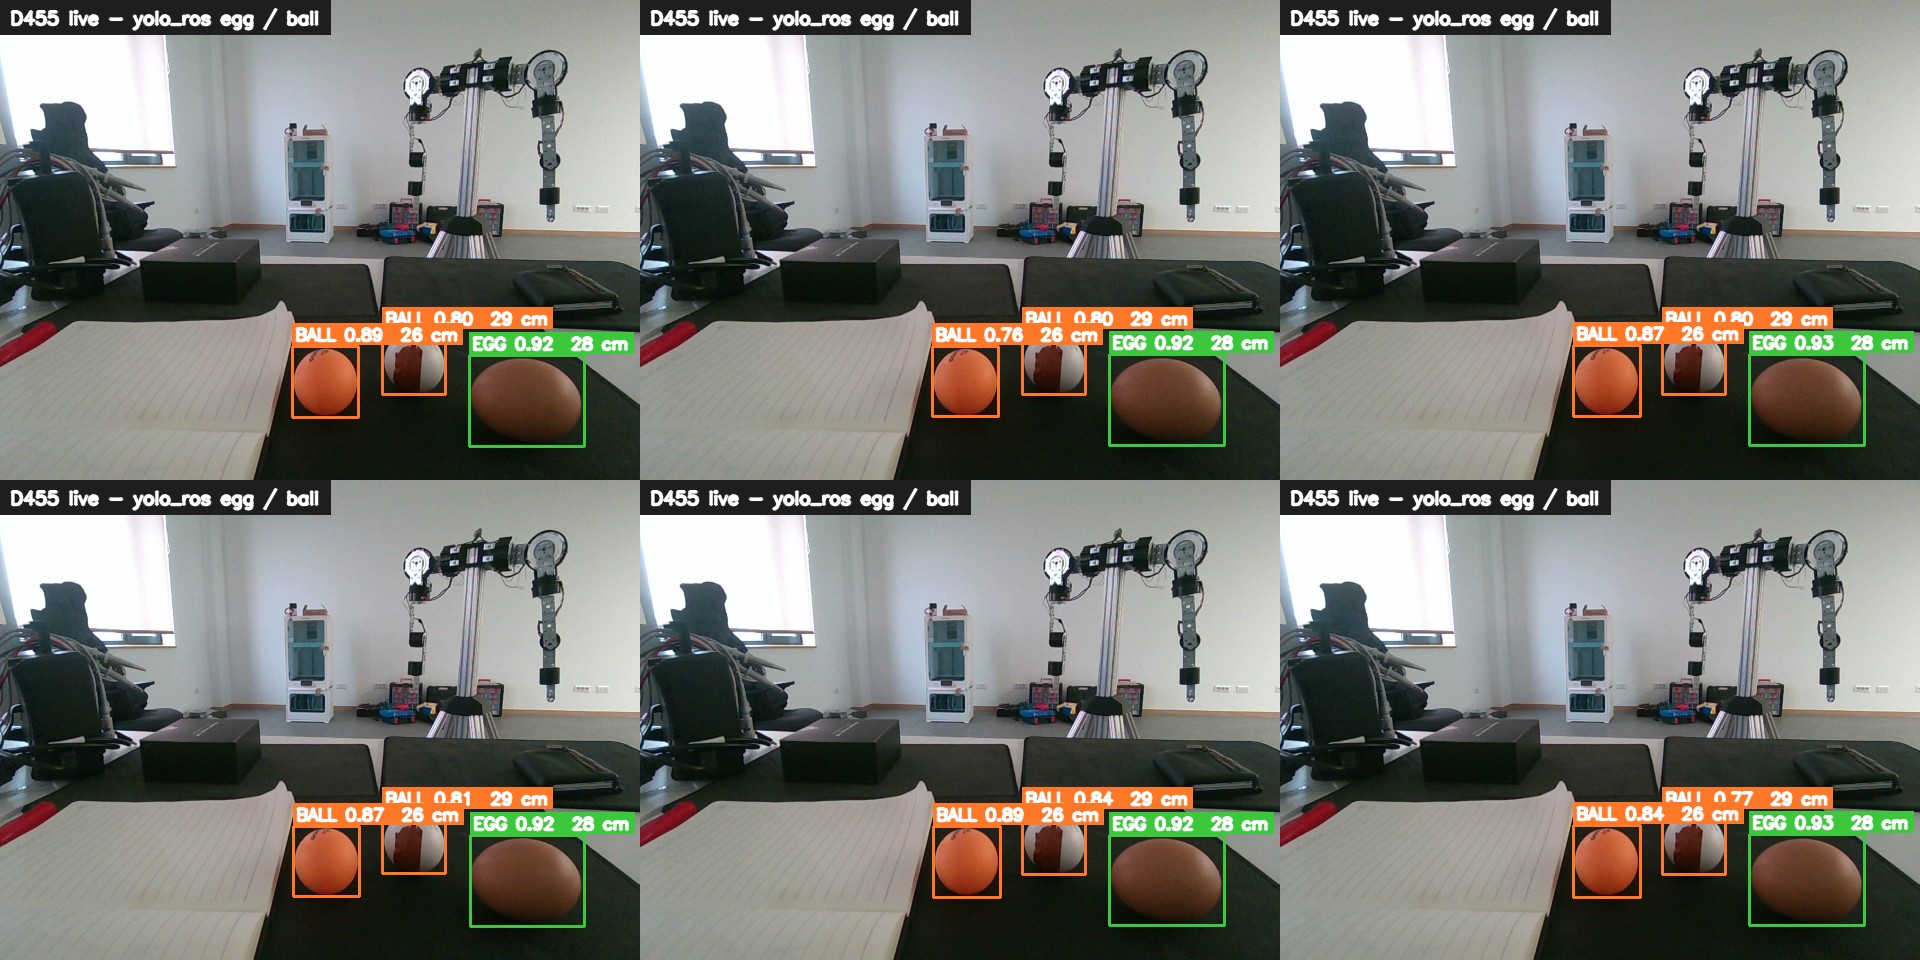 D455 live - yolo_ros egg / ball
BALL 0.80 29 cm
BALL 0.89 26 cm
EGG 0.92 28 cm
D455 live - yolo_ros egg / ball
BALL 0.80 29 cm
BALL 0.76 26 cm
EGG 0.92 28 cm
D455 live - yolo_ros egg / ball
BALL 0.80 29 cm
BALL 0.87 26 cm
EGG 0.93 28 cm
D455 live - yolo_ros egg / ball
BALL 0.81 29 cm
BALL 0.87 26 cm
EGG 0.92 28 cm
D455 live - yolo_ros egg / ball
BALL 0.84 29 cm
BALL 0.89 26 cm
EGG 0.92 28 cm
D455 live - yolo_ros egg / ball
BALL 0.77 29 cm
BALL 0.84 26 cm
EGG 0.93 28 cm